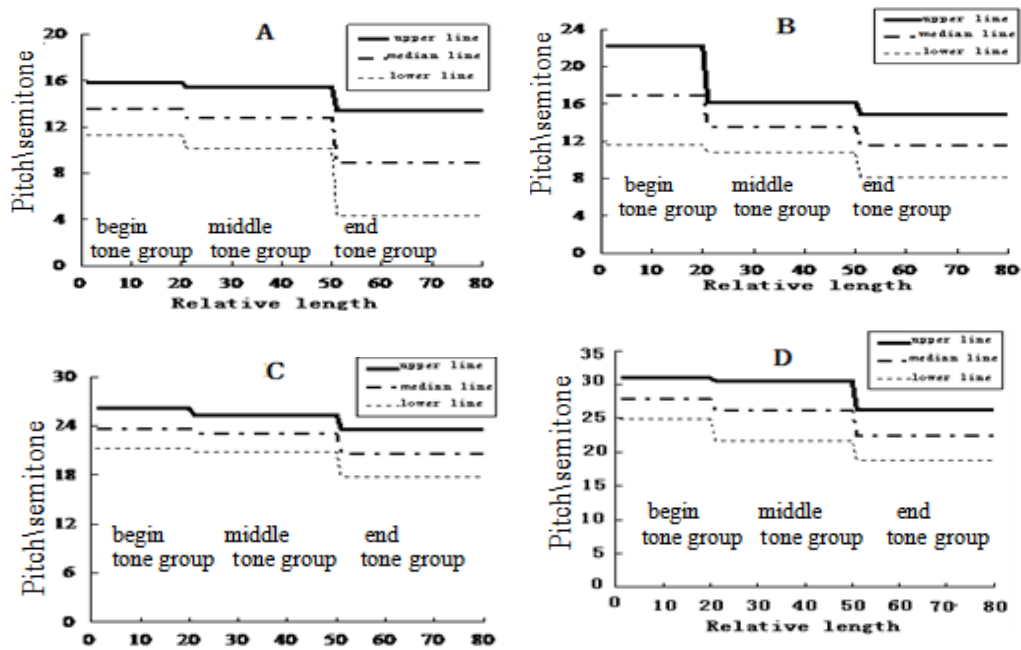 A
upper line
median line
lower line
Pitch\semitone
20
16
12
8
4
0
begin
tone group
middle
tone group
end
tone group
0 10 20 30 40 50 60 70 80
Relative length
B
upper line
median line
lower line
Pitch\semitone
24
20
16
12
8
4
0
begin
tone group
middle
tone group
end
tone group
0 10 20 30 40 50 60 70 80
Relative length
C
upper line
median line
lower line
Pitch\semitone
30
24
18
12
6
0
begin
tone group
middle
tone group
end
tone group
0 10 20 30 40 50 60 70 80
D
upper line
median line
lower line
Pitch\semitone
35
30
25
20
15
10
5
0
begin
tone group
middle
tone group
end
tone group
0 10 20 30 40 50 60 70 80
Relative length